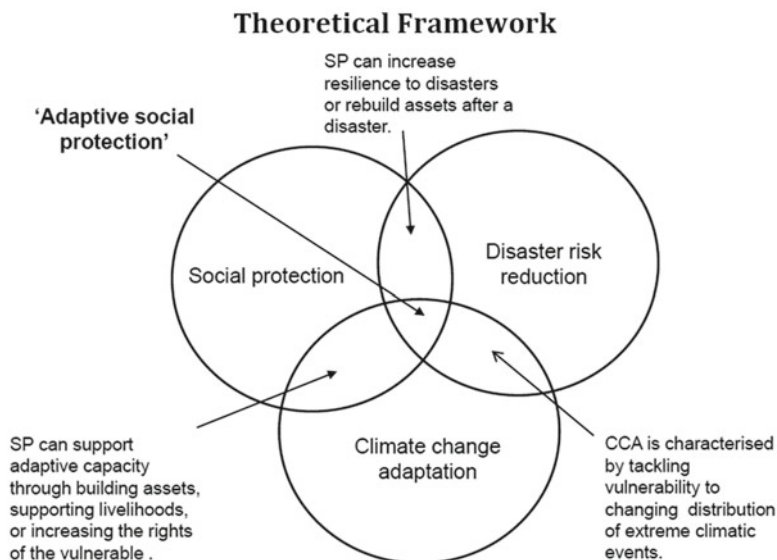 Theoretical Framework
SP can increase
resilience to disasters
or rebuild assets after a
disaster.
‘Adaptive social
protection’
Social protection
Disaster risk
reduction
Climate change
adaptation
SP can support
adaptive capacity
through building assets,
supporting livelihoods,
or increasing the rights
of the vulnerable .
CCA is characterised
by tackling
vulnerability to
changing distribution
of extreme climatic
events.